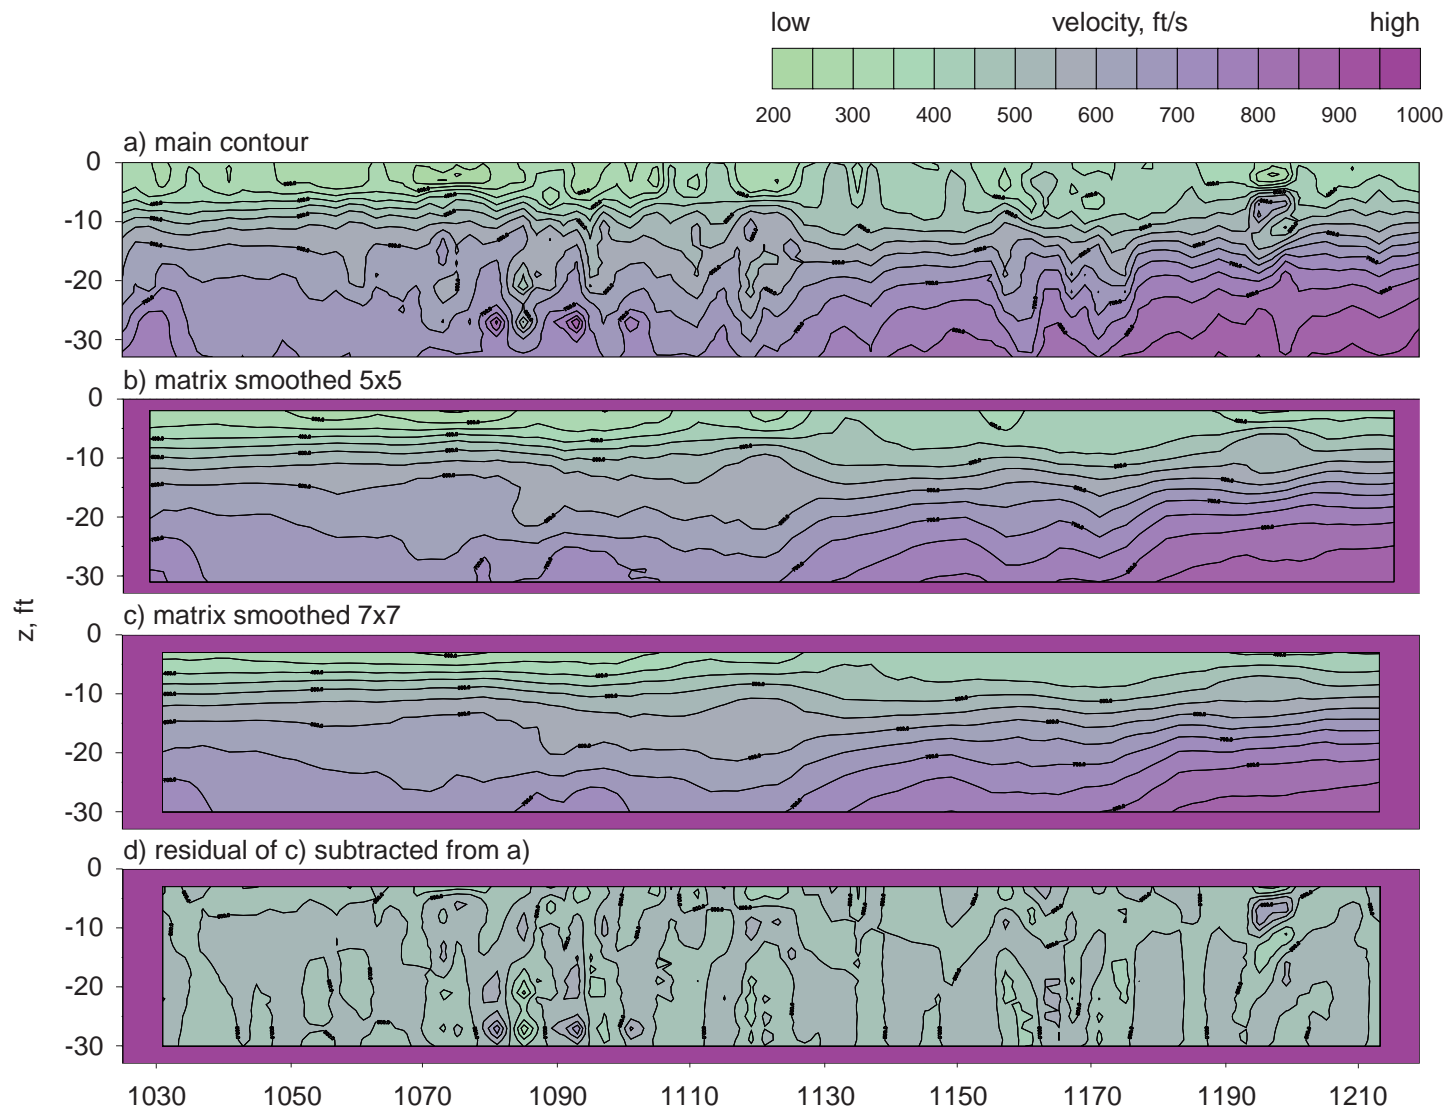 low velocity, ft/s high
200 300 400 500 600 700 800 900 1000
a) main contour
0
-10
-20
-30
b) matrix smoothed 5x5
0
-10
-20
-30
z, ft
c) matrix smoothed 7x7
0
-10
-20
-30
d) residual of c) subtracted from a)
0
-10
-20
-30
1030 1050 1070 1090 1110 1130 1150 1170 1190 1210